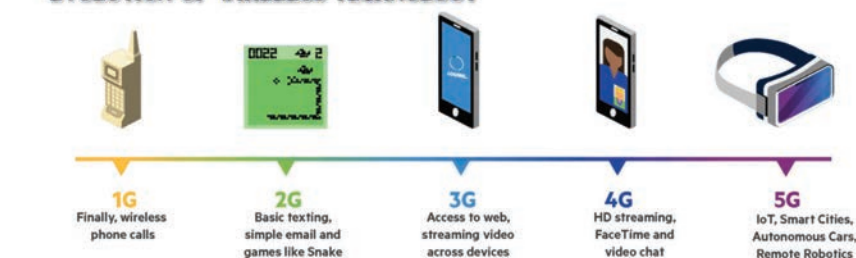 0022
2
1G
Finally, wireless
phone calls
2G
Basic texting,
simple email and
games like Snake
3G
Access to web,
streaming video
across devices
4G
HD streaming,
FaceTime and
video chat
5G
IoT, Smart Cities,
Autonomous Cars,
Remote Robotics